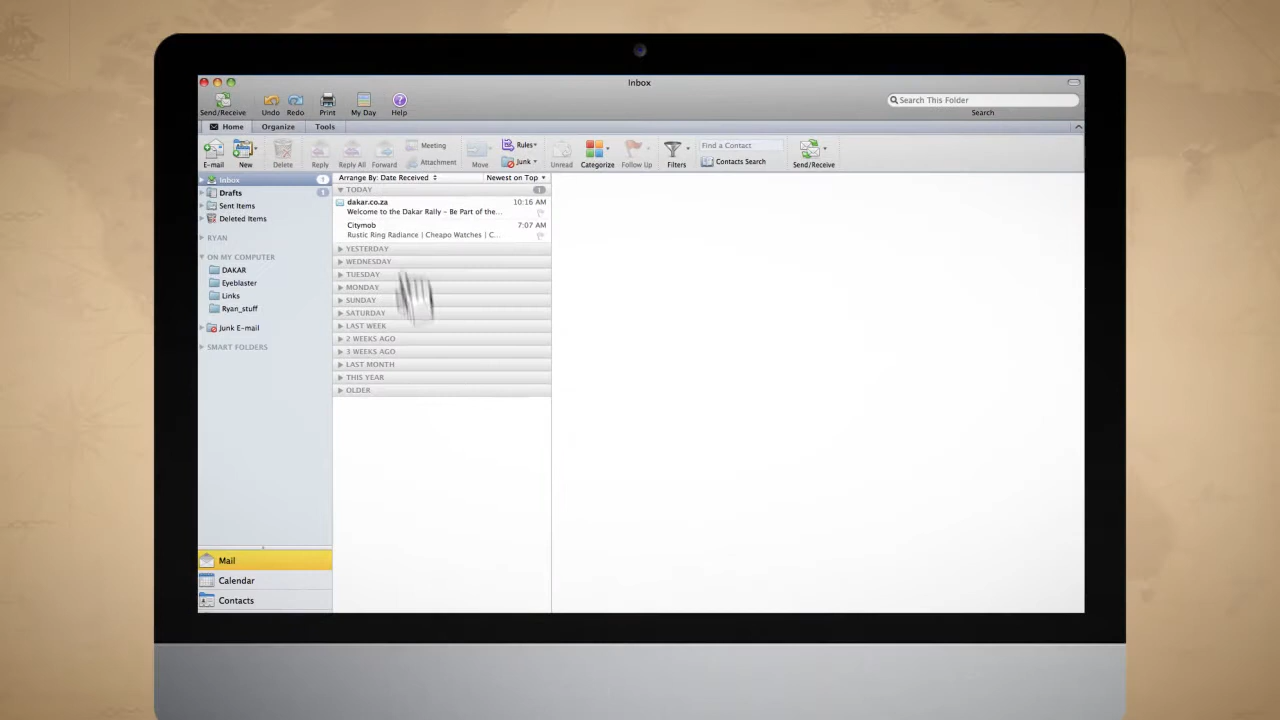 Inbox
Send/Receive Undo Redo Print My Day Help
Search This Folder
Search
Home Organize Tools
E-mail New Delete Reply Reply All Forward Meeting Attachment Move Rules Junk Unread Categorize Follow Up Filters Find a Contact Contacts Search Send/Receive
Inbox 1
Drafts 1
Sent Items
Deleted Items
RYAN
ON MY COMPUTER
DAKAR
Eyeblaster
Links
Ryan_stuff
Junk E-mail
SMART FOLDERS
Mail
Calendar
Contacts
Arrange By: Date Received Newest on Top
TODAY 1
dakar.co.za 10:16 AM
Welcome to the Dakar Rally – Be Part of the...
Citymob 7:07 AM
Rustic Ring Radiance | Cheapo Watches | C...
YESTERDAY
WEDNESDAY
TUESDAY
MONDAY
SUNDAY
SATURDAY
LAST WEEK
2 WEEKS AGO
3 WEEKS AGO
LAST MONTH
THIS YEAR
OLDER